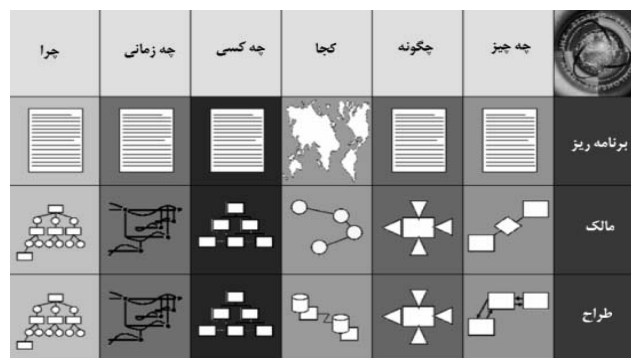 چه چیز
چگونه
کجا
چه کسی
چه زمانی
چرا
برنامه ریز
مالک
طراح